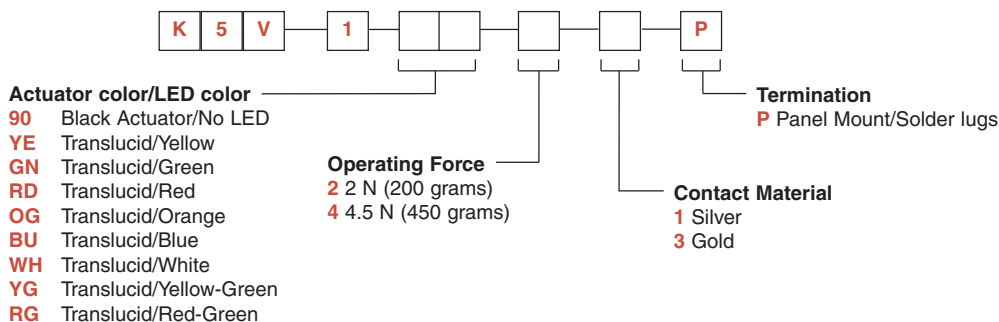 K 5 V 1 P
Actuator color/LED color
90 Black Actuator/No LED
YE Translucid/Yellow
GN Translucid/Green
RD Translucid/Red
OG Translucid/Orange
BU Translucid/Blue
WH Translucid/White
YG Translucid/Yellow-Green
RG Translucid/Red-Green
Operating Force
2 2 N (200 grams)
4 4.5 N (450 grams)
Contact Material
1 Silver
3 Gold
Termination
P Panel Mount/Solder lugs